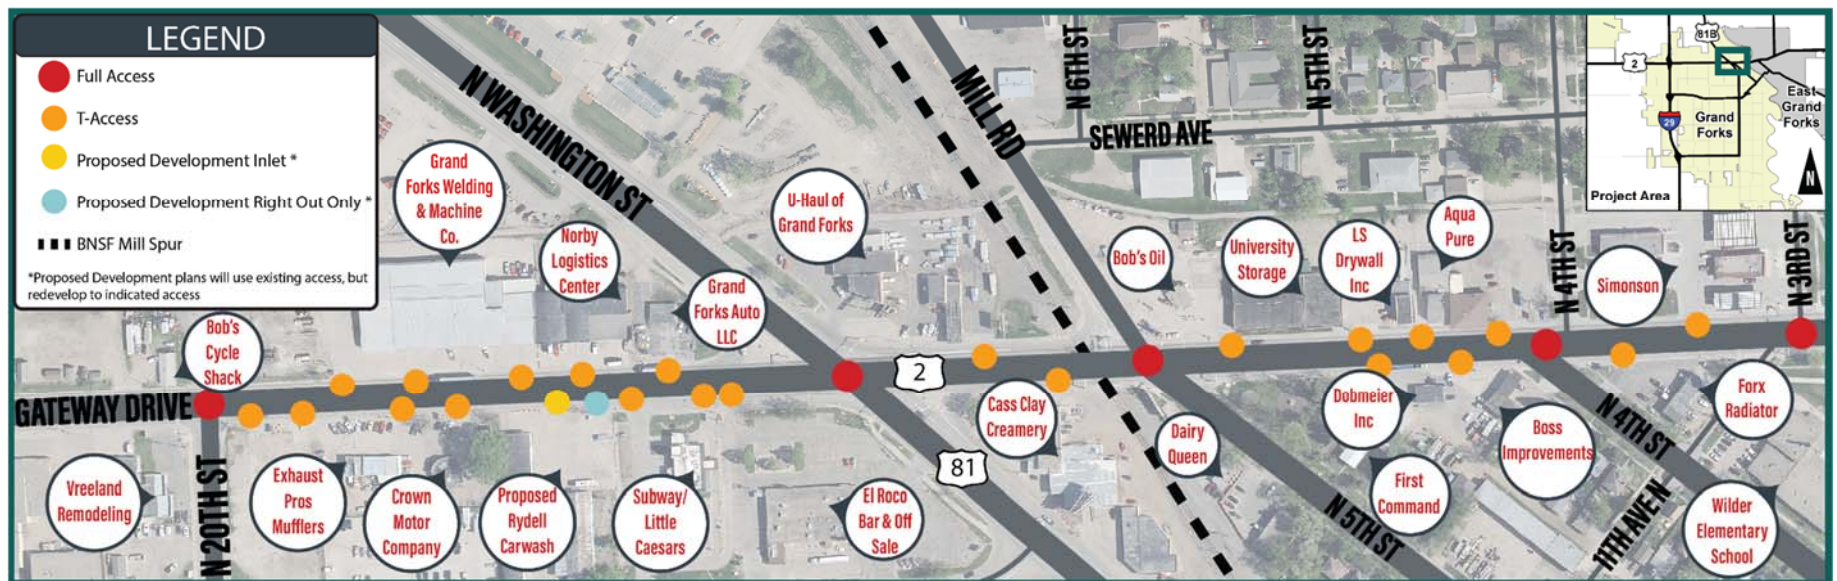 LEGEND
Full Access
T-Access
Proposed Development Inlet *
Proposed Development Right Out Only *
BNSF Mill Spur
*Proposed Development plans will use existing access, but
redevelop to indicated access
N WASHINGTON ST
MILL RD
N 6TH ST
N 5TH ST
SEWERD AVE
N 4TH ST
N 3RD ST
81B
2
29
Grand
Forks
East
Grand
Forks
N
Project Area
Grand
Forks Welding
& Machine
Co.
Norby
Logistics
Center
Grand
Forks Auto
LLC
U-Haul of
Grand Forks
Bob's Oil
University
Storage
LS
Drywall
Inc
Aqua
Pure
Simonson
Bob's
Cycle
Shack
GATEWAY DRIVE
2
81
N 20TH ST
Vreeland
Remodeling
Exhaust
Pros
Mufflers
Crown
Motor
Company
Proposed
Rydell
Carwash
Subway/
Little
Caesars
El Roco
Bar & Off
Sale
Cass Clay
Creamery
Dairy
Queen
Dobmeier
Inc
First
Command
Boss
Improvements
Forx
Radiator
Wilder
Elementary
School
N 5TH ST
N 4TH ST
11TH AVE N